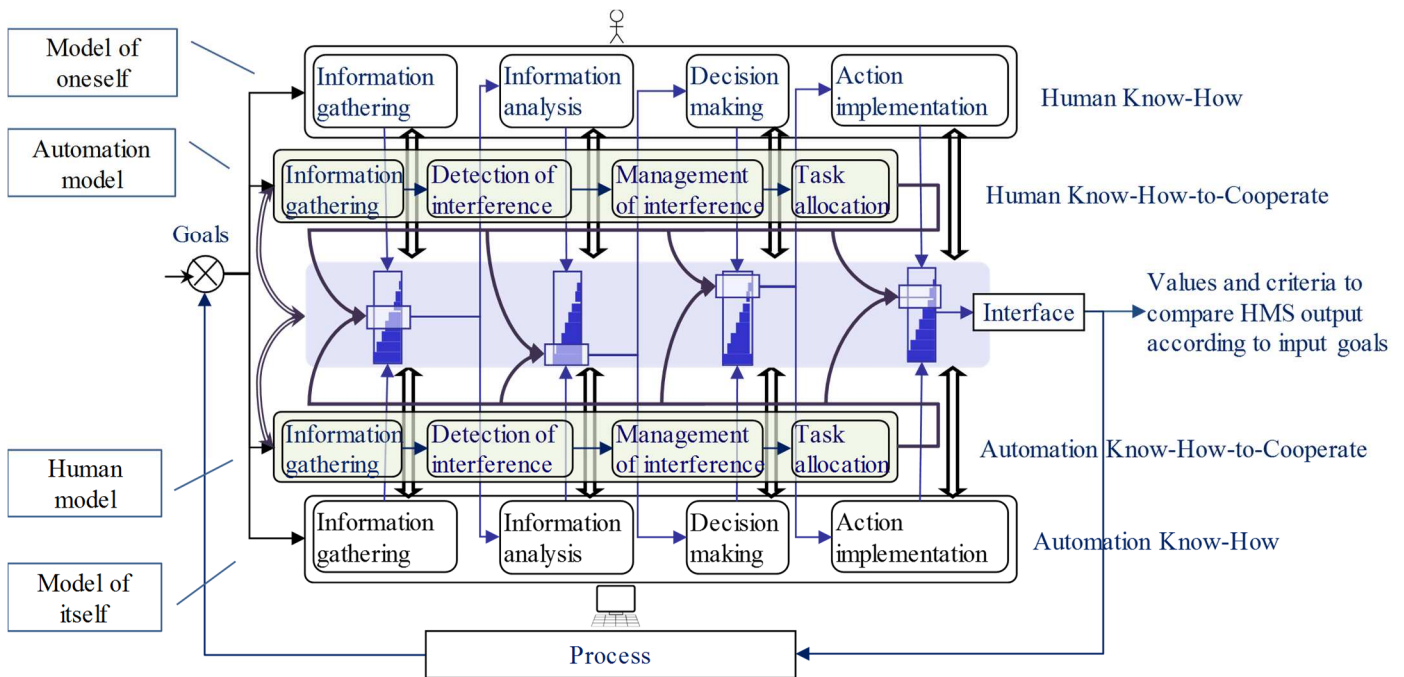 Model of
oneself
Information
gathering
Information
analysis
Decision
making
Action
implementation
Human Know-How
Automation
model
Information
gathering
Detection of
interference
Management
of interference
Task
allocation
Human Know-How-to-Cooperate
Goals
Interface
Values and criteria to
compare HMS output
according to input goals
Human
model
Information
gathering
Detection of
interference
Management
of interference
Task
allocation
Automation Know-How-to-Cooperate
Information
gathering
Information
analysis
Decision
making
Action
implementation
Automation Know-How
Model of
itself
Process